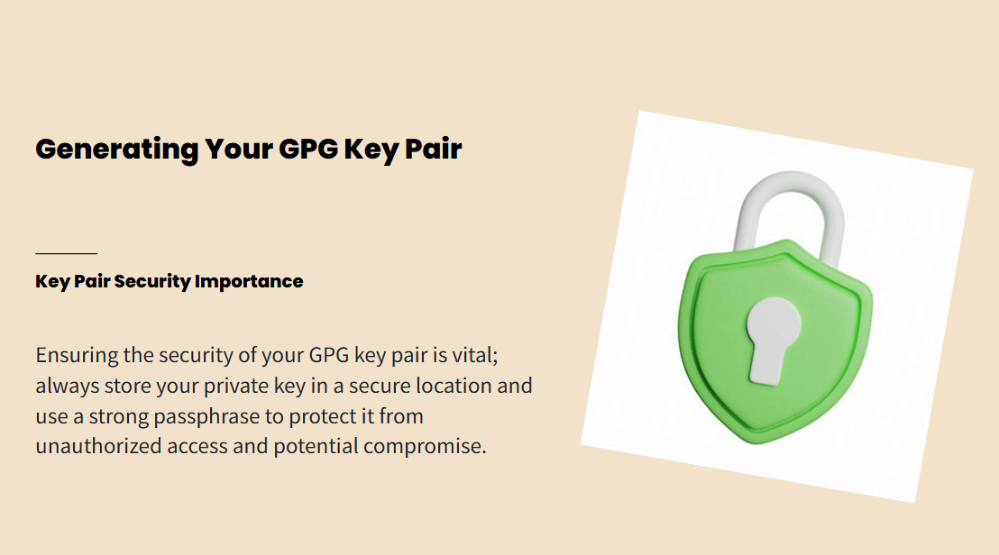 Generating Your GPG Key Pair
Key Pair Security Importance
Ensuring the security of your GPG key pair is vital;
always store your private key in a secure location and
use a strong passphrase to protect it from
unauthorized access and potential compromise.